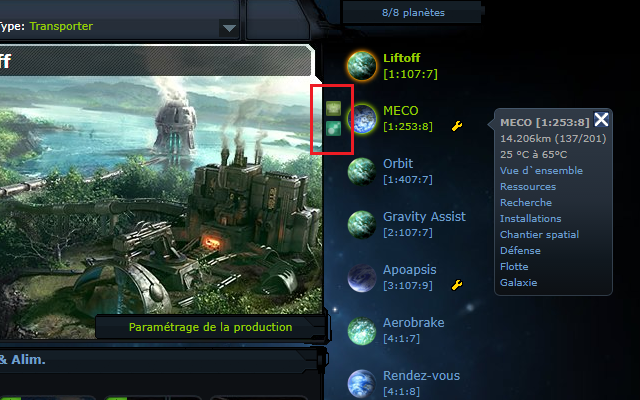 Type: Transporter
8/8 planètes
ff
Liftoff
[1:107:7]
MECO
[1:253:8]
MECO [1:253:8]
14.206km (137/201)
25 °C à 65°C
Vue d`ensemble
Ressources
Recherche
Installations
Chantier spatial
Défense
Flotte
Galaxie
Orbit
[1:407:7]
Gravity Assist
[2:107:7]
Apoapsis
[3:107:9]
Aerobrake
[4:1:7]
Rendez-vous
[4:1:8]
Paramétrage de la production
& Alim.